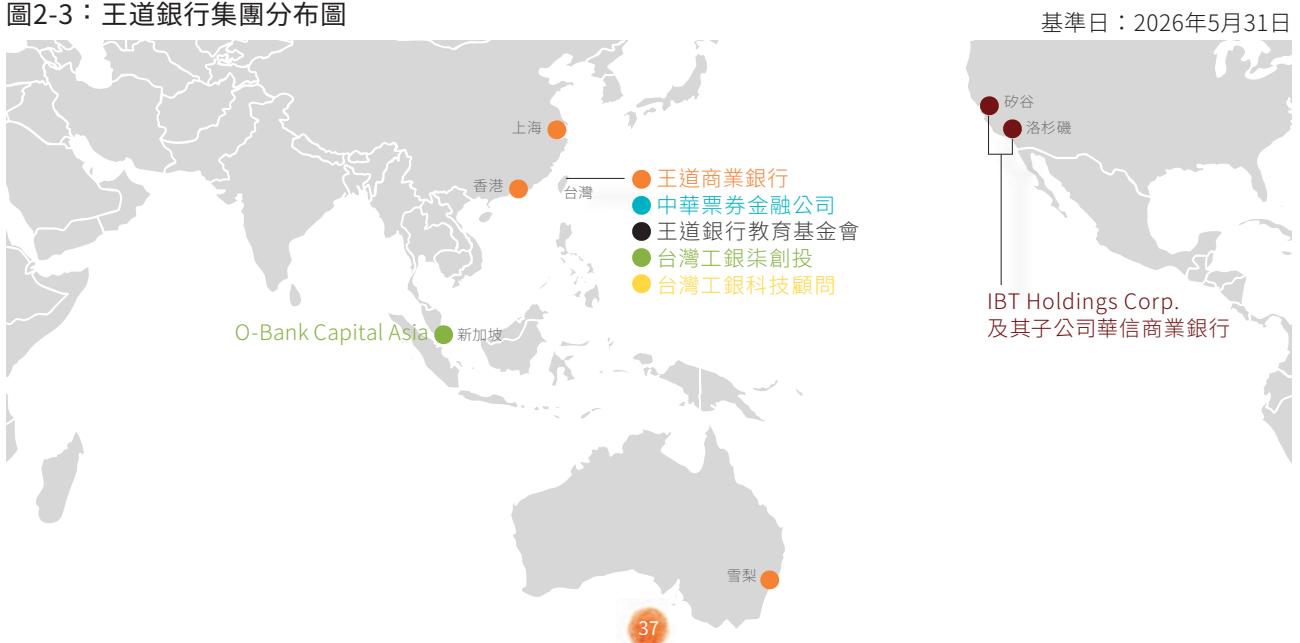 圖2-3：王道銀行集團分布圖
基準日：2026年5月31日
矽谷
上海
洛杉磯
香港
台灣
王道商業銀行
中華票券金融公司
王道銀行教育基金會
台灣工銀柒創投
台灣工銀科技顧問
IBT Holdings Corp.
及其子公司華信商業銀行
O-Bank Capital Asia
新加坡
雪梨
37